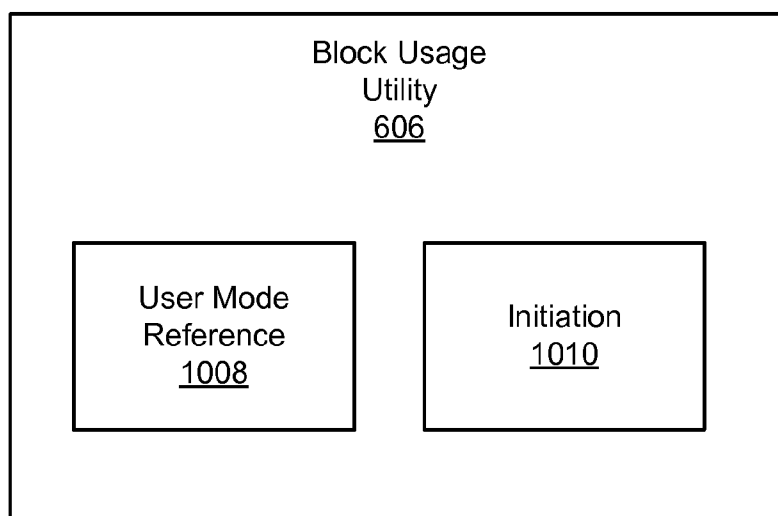 Block Usage
Utility
606
User Mode
Reference
1008
Initiation
1010